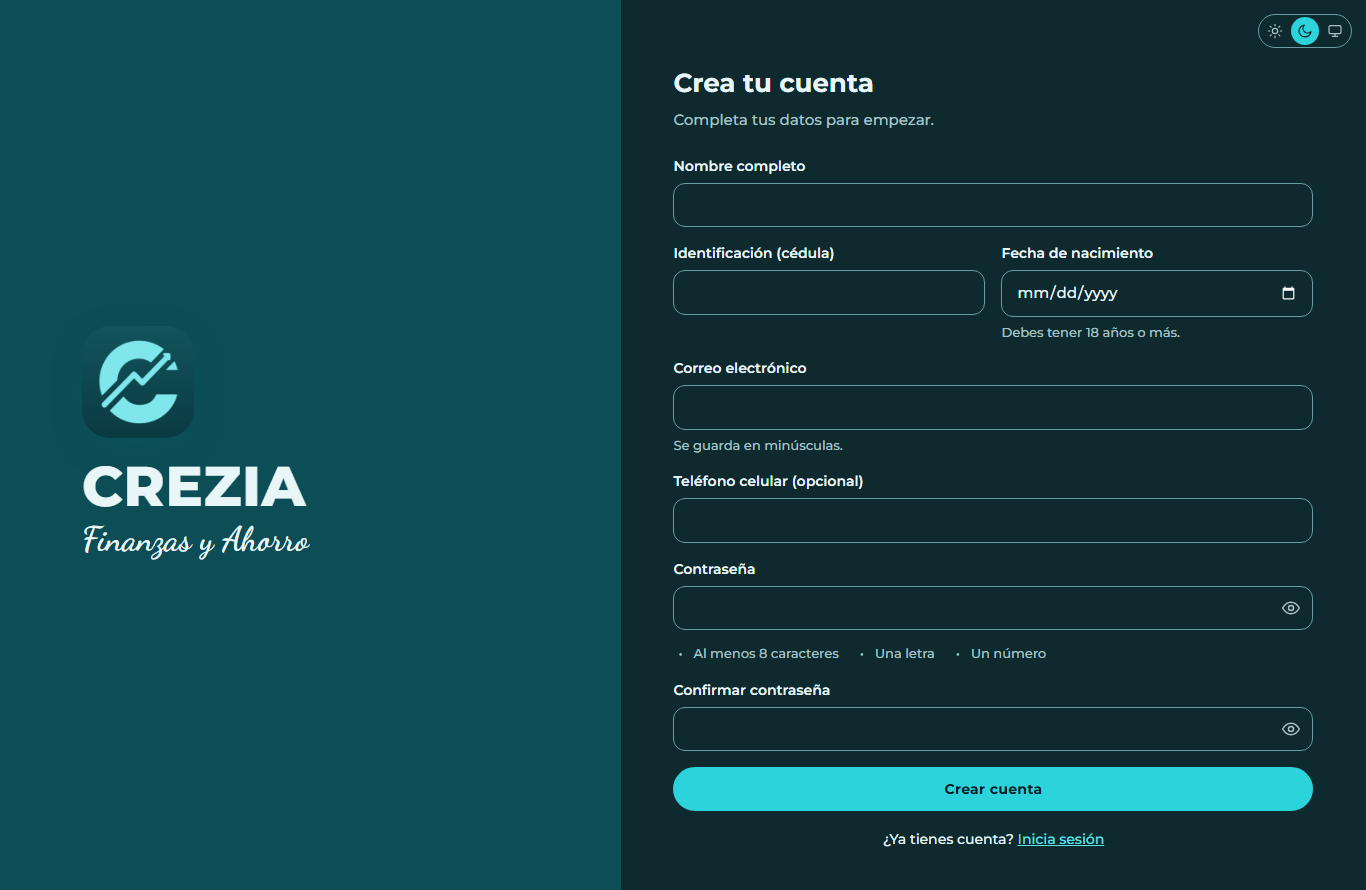 CREZIA
Finanzas y Ahorro
Crea tu cuenta
Completa tus datos para empezar.
Nombre completo
Identificación (cédula)
Fecha de nacimiento
mm/dd/yyyy
Debes tener 18 años o más.
Correo electrónico
Se guarda en minúsculas.
Teléfono celular (opcional)
Contraseña
• Al menos 8 caracteres • Una letra • Un número
Confirmar contraseña
Crear cuenta
¿Ya tienes cuenta? Inicia sesión